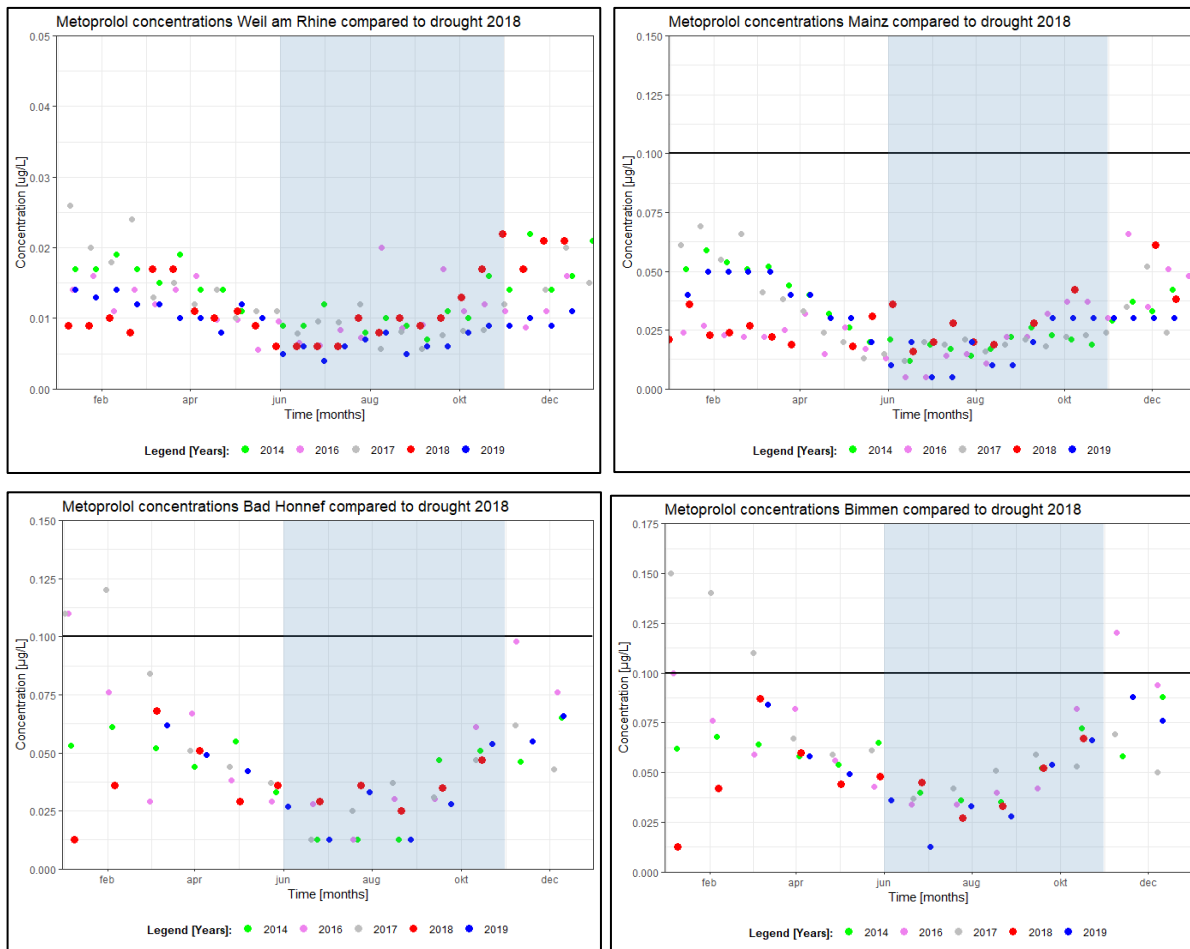 Metoprolol concentrations Weil am Rhine compared to drought 2018
0.05
0.04
0.03
0.02
0.01
0.00
Concentration [ug/L]
feb apr jun aug okt dec
Time [months]
Legend [Years]: 2014 2016 2017 2018 2019
Metoprolol concentrations Mainz compared to drought 2018
0.150
0.125
0.100
0.075
0.050
0.025
0.000
Concentration [µg/L]
feb apr jun aug okt dec
Time [months]
Legend [Years]: 2014 2016 2017 2018 2019
Metoprolol concentrations Bad Honnef compared to drought 2018
0.150
0.125
0.100
0.075
0.050
0.025
0.000
Concentration [µg/L]
feb apr jun aug okt dec
Time [months]
Legend [Years]: 2014 2016 2017 2018 2019
Metoprolol concentrations Bimmen compared to drought 2018
0.175
0.150
0.125
0.100
0.075
0.050
0.025
0.000
Concentration [µg/L]
feb apr jun aug okt dec
Time [months]
Legend [Years]: 2014 2016 2017 2018 2019